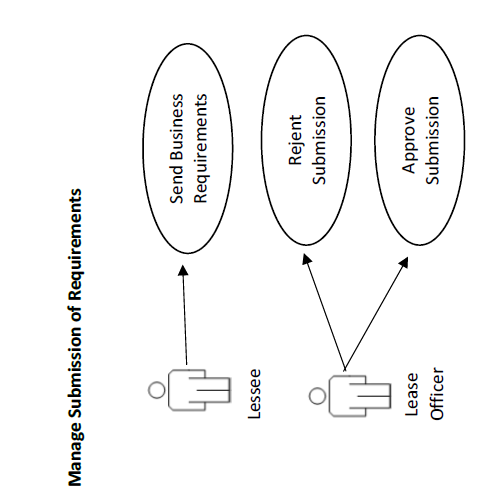 Manage Submission of Requirements
Send Business
Requirements
Lessee
Rejent
Submission
Approve
Submission
Lease
Officer